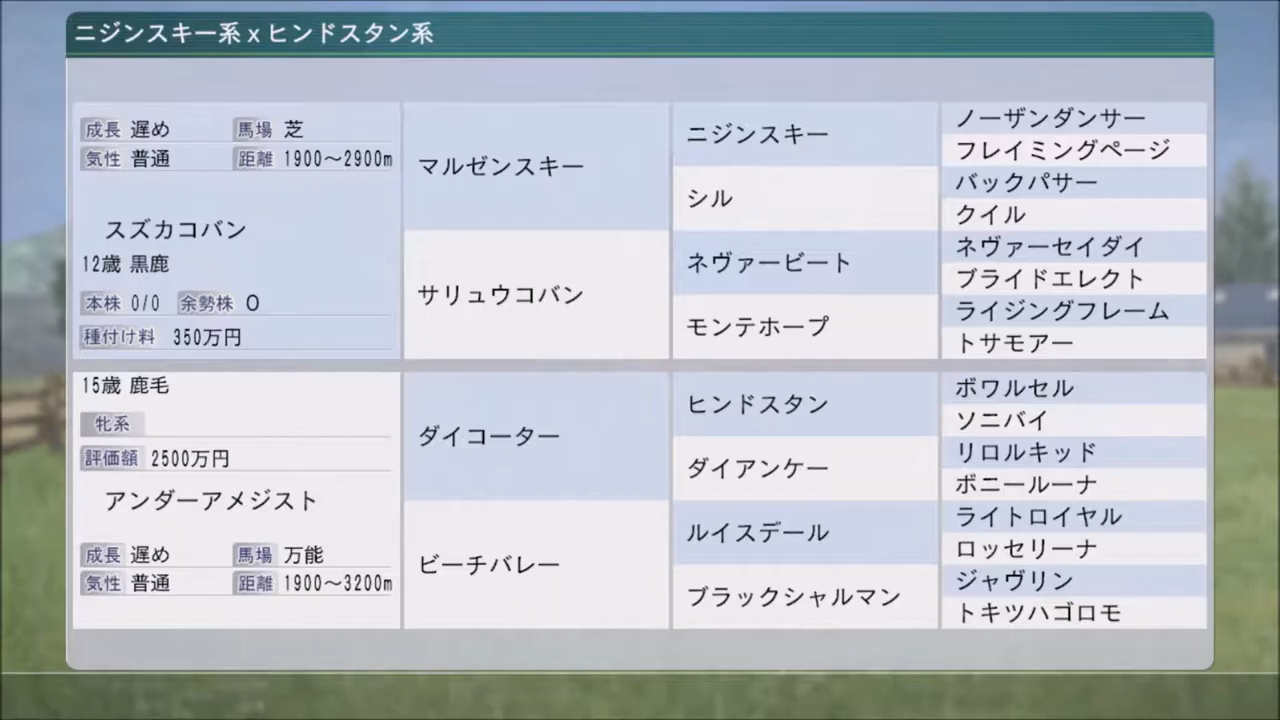 ニジンスキー系 x ヒンドスタン系
成長 遅め 馬場 芝
気性 普通 距離 1900～2900m
スズカコバン
12歳 黒鹿
本株 0/0 余勢株 0
種付け料 350万円
マルゼンスキー
サリュウコバン
ニジンスキー
シル
ネヴァービート
モンテホープ
ノーザンダンサー
フレイミングページ
バックパサー
クイル
ネヴァーセイダイ
ブライドエレクト
ライジングフレーム
トサモアー
15歳 鹿毛
牝系
評価額 2500万円
アンダーアメジスト
成長 遅め 馬場 万能
気性 普通 距離 1900～3200m
ダイコーター
ビーチバレー
ヒンドスタン
ダイアンケー
ルイスデール
ブラックシャルマン
ボワルセル
ソニバイ
リロルキッド
ボニールーナ
ライトロイヤル
ロッセリーナ
ジャヴリン
トキツハゴロモ